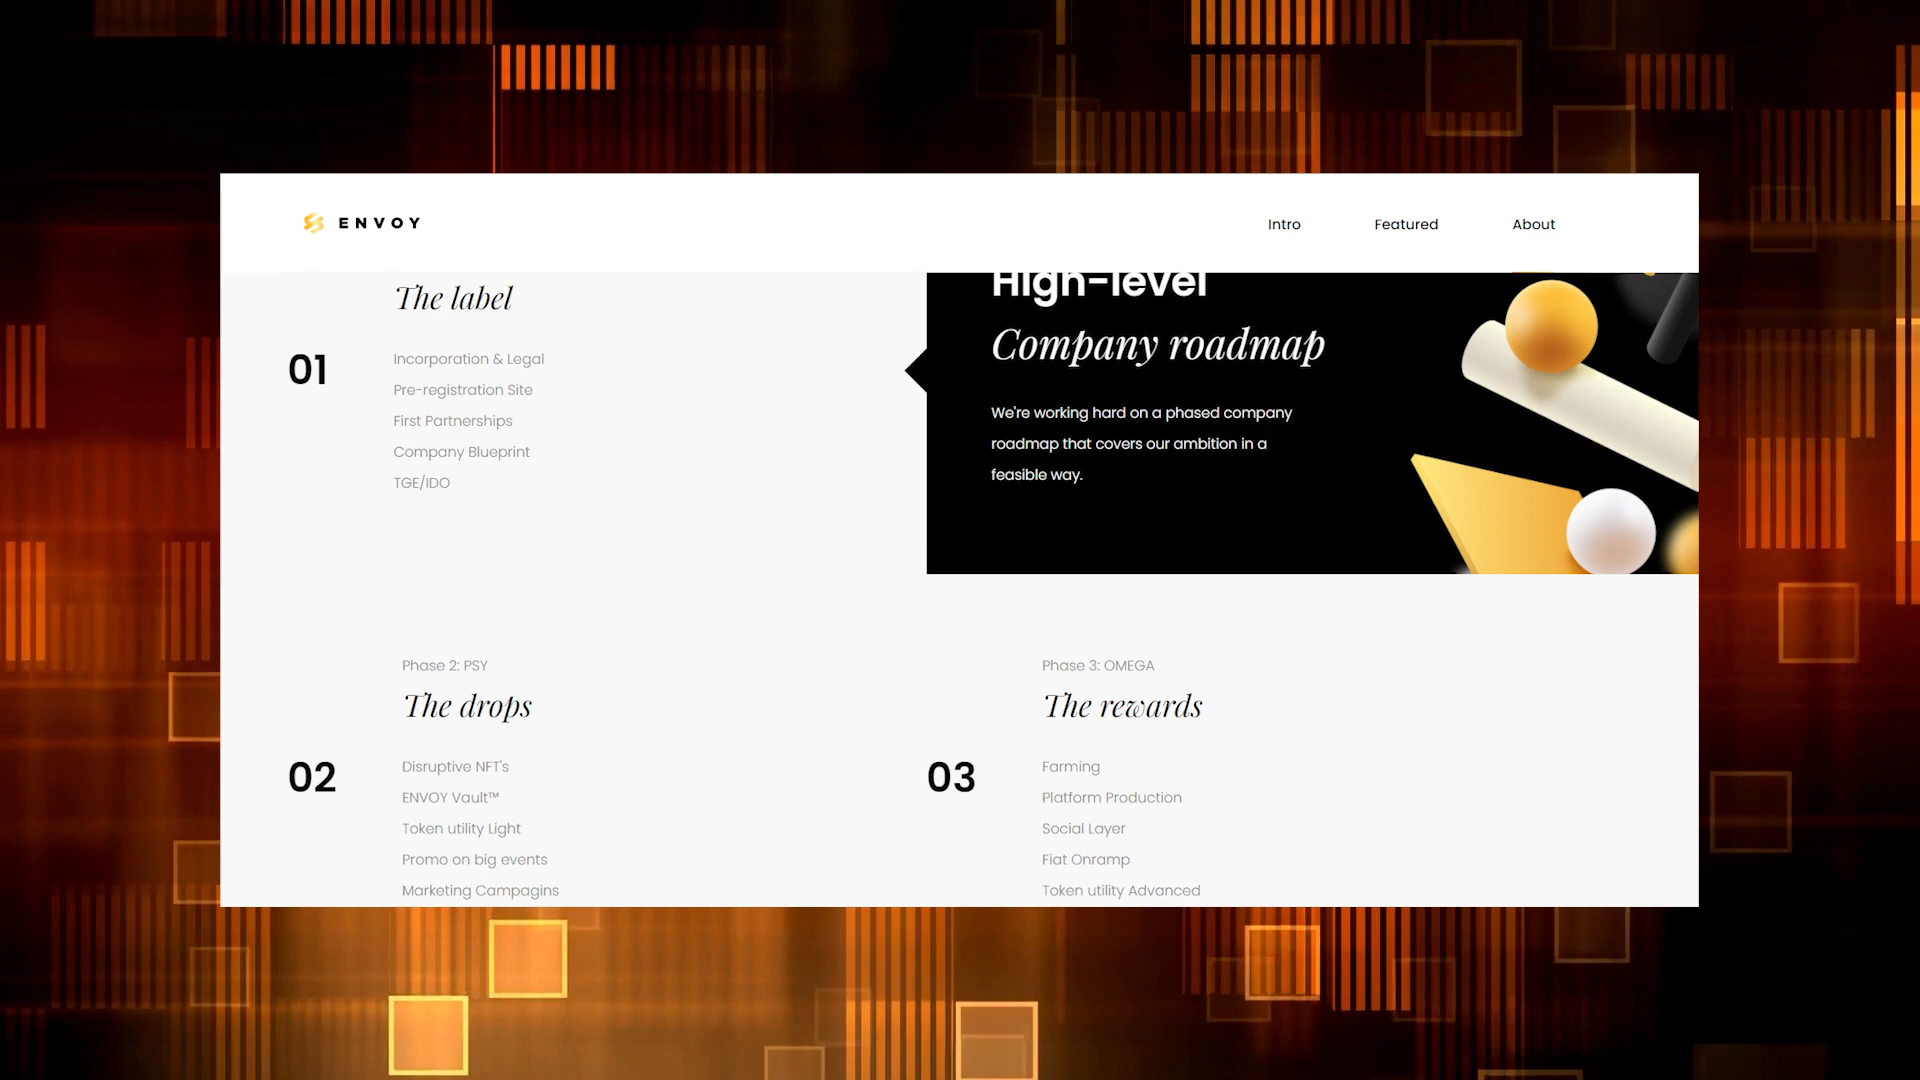 ENVOY
Intro
Featured
About
The label
01
Incorporation & Legal
Pre-registration Site
First Partnerships
Company Blueprint
TGE/IDO
High-level
Company roadmap
We're working hard on a phased company
roadmap that covers our ambition in a
feasible way.
Phase 2: PSY
The drops
02
Disruptive NFT's
ENVOY Vault™
Token utility Light
Promo on big events
Marketing Campagins
Phase 3: OMEGA
The rewards
03
Farming
Platform Production
Social Layer
Fiat Onramp
Token utility Advanced